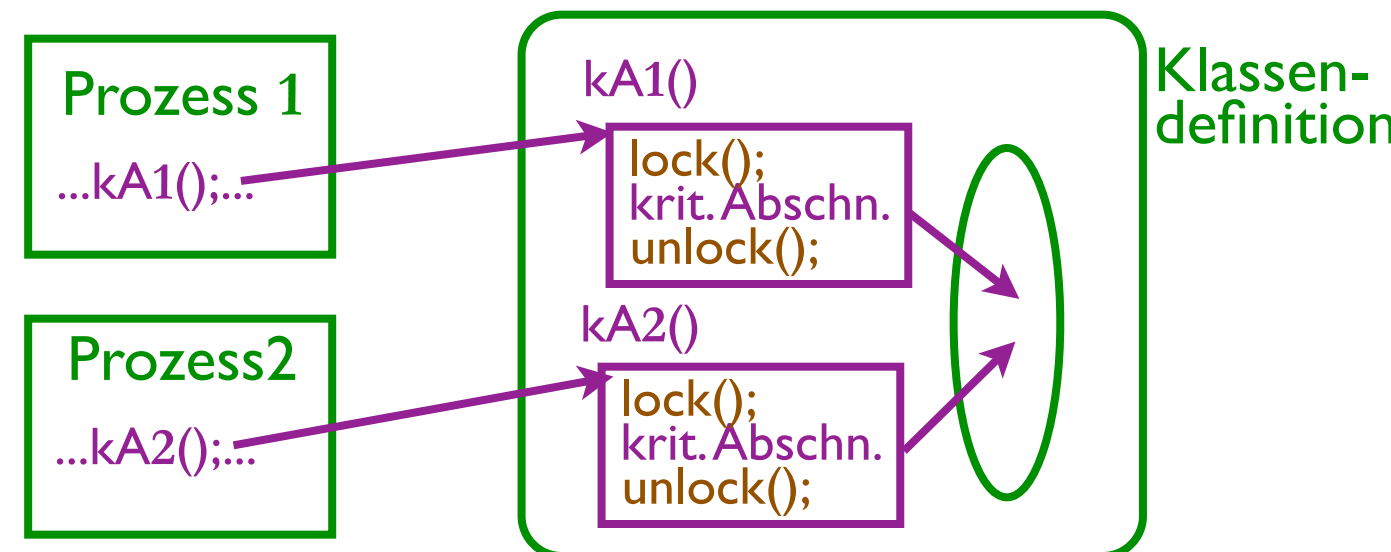 Prozess 1
...kA1();...
kA1()
lock();
krit. Abschn.
unlock();
Klassen-
definition
Prozess2
...kA2();...
kA2()
lock();
krit. Abschn.
unlock();